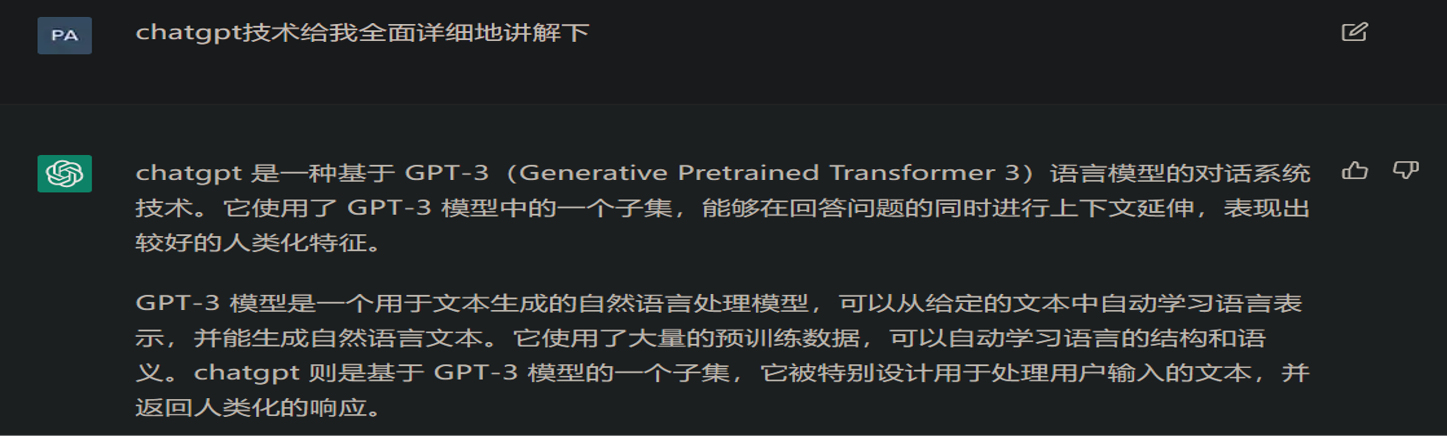 PA
chatgpt技术给我全面详细地讲解下
chatgpt 是一种基于 GPT-3（Generative Pretrained Transformer 3）语言模型的对话系统
技术。它使用了 GPT-3 模型中的一个子集，能够在回答问题的同时进行上下文延伸，表现出
较好的人类化特征。
GPT-3 模型是一个用于文本生成的自然语言处理模型，可以从给定的文本中自动学习语言表
示，并能生成自然语言文本。它使用了大量的预训练数据，可以自动学习语言的结构和语
义。chatgpt 则是基于 GPT-3 模型的一个子集，它被特别设计用于处理用户输入的文本，并
返回人类化的响应。